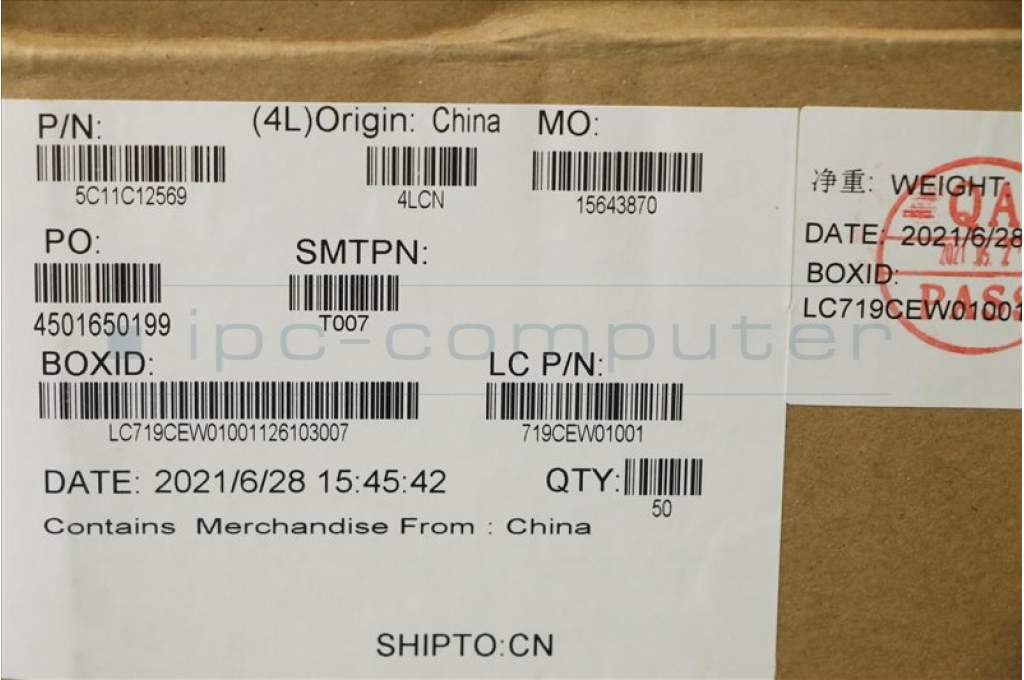 P/N: (4L)Origin: China MO:
5C11C12569 4LCN 15643870
PO: SMTPN:
4501650199 T007
BOXID: LC P/N:
LC719CEW01001126103007 719CEW01001
DATE: 2021/6/28 15:45:42 QTY:
50
Contains Merchandise From : China
SHIPTO:CN
净重: WEIGHT:
DATE: 2021/6/28
BOXID:
LC719CEW01001
QA
PASS
ipc-computer